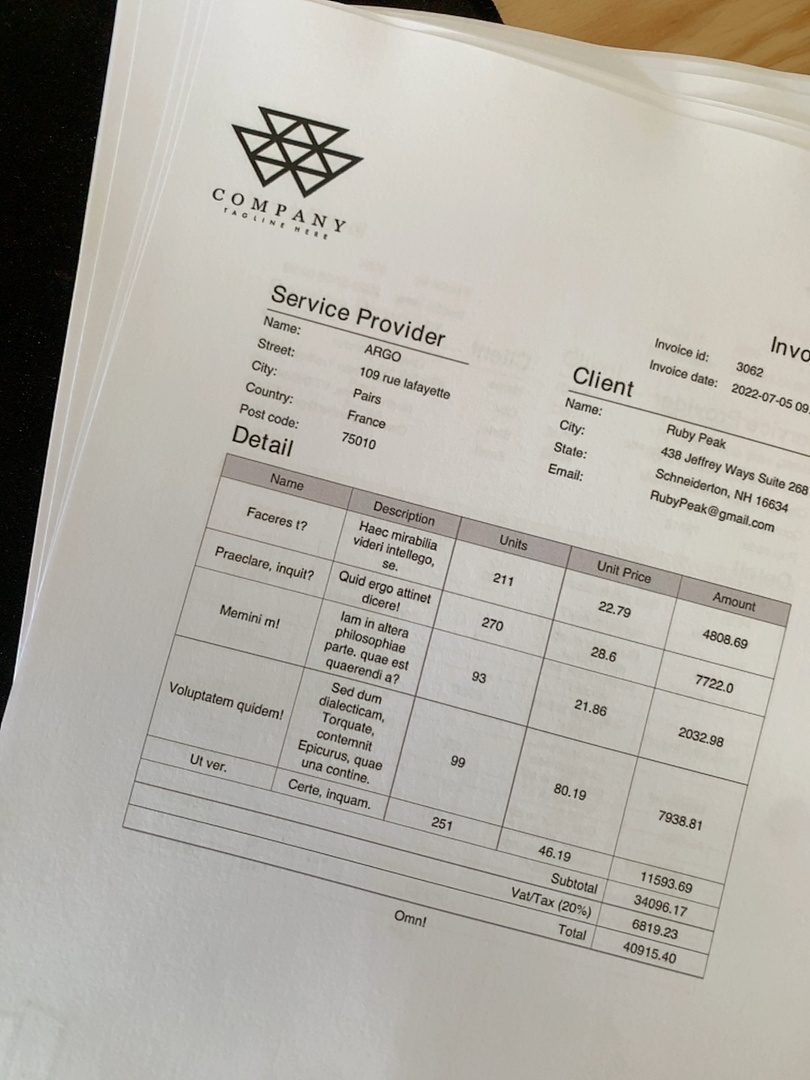 COMPANY
TAGLINE HERE
Invo
Invoice id: 3062
Invoice date: 2022-07-05 09.
Service Provider
Name: ARGO
Street: 109 rue lafayette
City: Pairs
Country: France
Post code: 75010
Client
Name: Ruby Peak
City: 438 Jeffrey Ways Suite 268
State: Schneiderton, NH 16634
Email: RubyPeak@gmail.com
Detail
Name Description Units Unit Price Amount
Faceres t? Haec mirabilia
videri intellego,
se. 211 22.79 4808.69
Praeclare, inquit? Quid ergo attinet
dicere! 270 28.6 7722.0
Memini m! Iam in altera
philosophiae
parte. quae est
quaerendi a? 93 21.86 2032.98
Voluptatem quidem! Sed dum
dialecticam,
Torquate,
contemnit
Epicurus, quae
una contine. 99 80.19 7938.81
Ut ver. Certe, inquam. 251 46.19 11593.69
Subtotal 34096.17
Vat/Tax (20%) 6819.23
Total 40915.40
Omn!